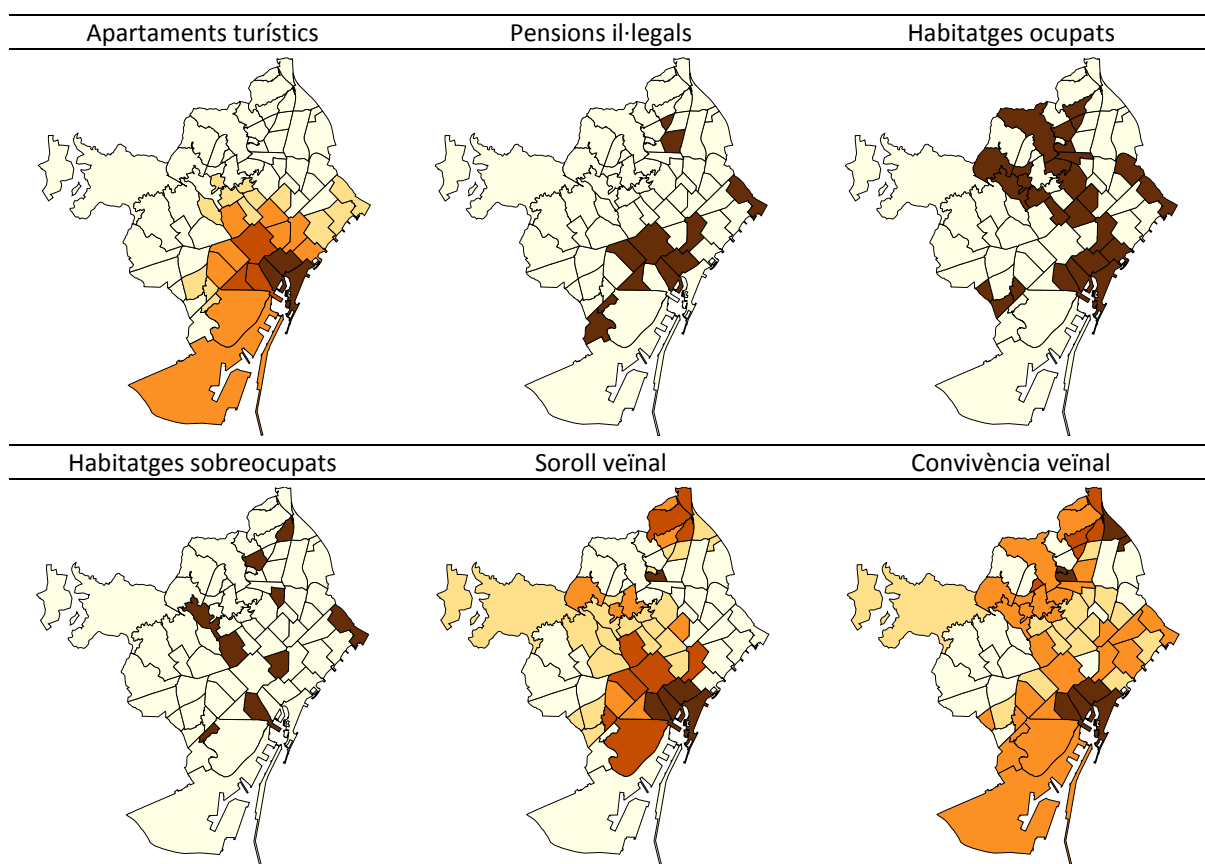 Apartaments turístics
Pensions il·legals
Habitatges ocupats
Habitatges sobreocupats
Soroll veïnal
Convivència veïnal